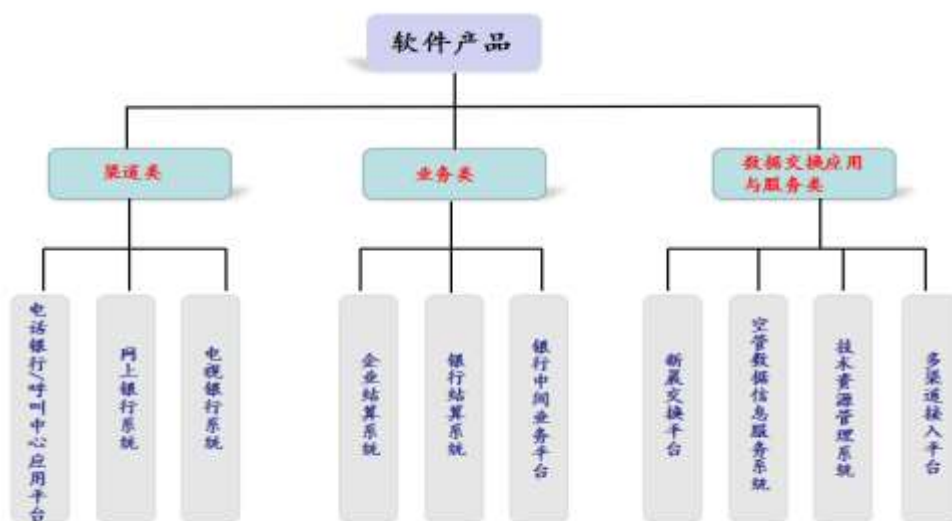 软件产品
渠道类
业务类
数据交换应用
与服务类
电话银行/呼叫中心应用平台
网上银行系统
电视银行系统
企业结算系统
银行结算系统
银行中间业务平台
新晟交换平台
空管数据信息服务系统
技术资源管理系统
多渠道接入平台